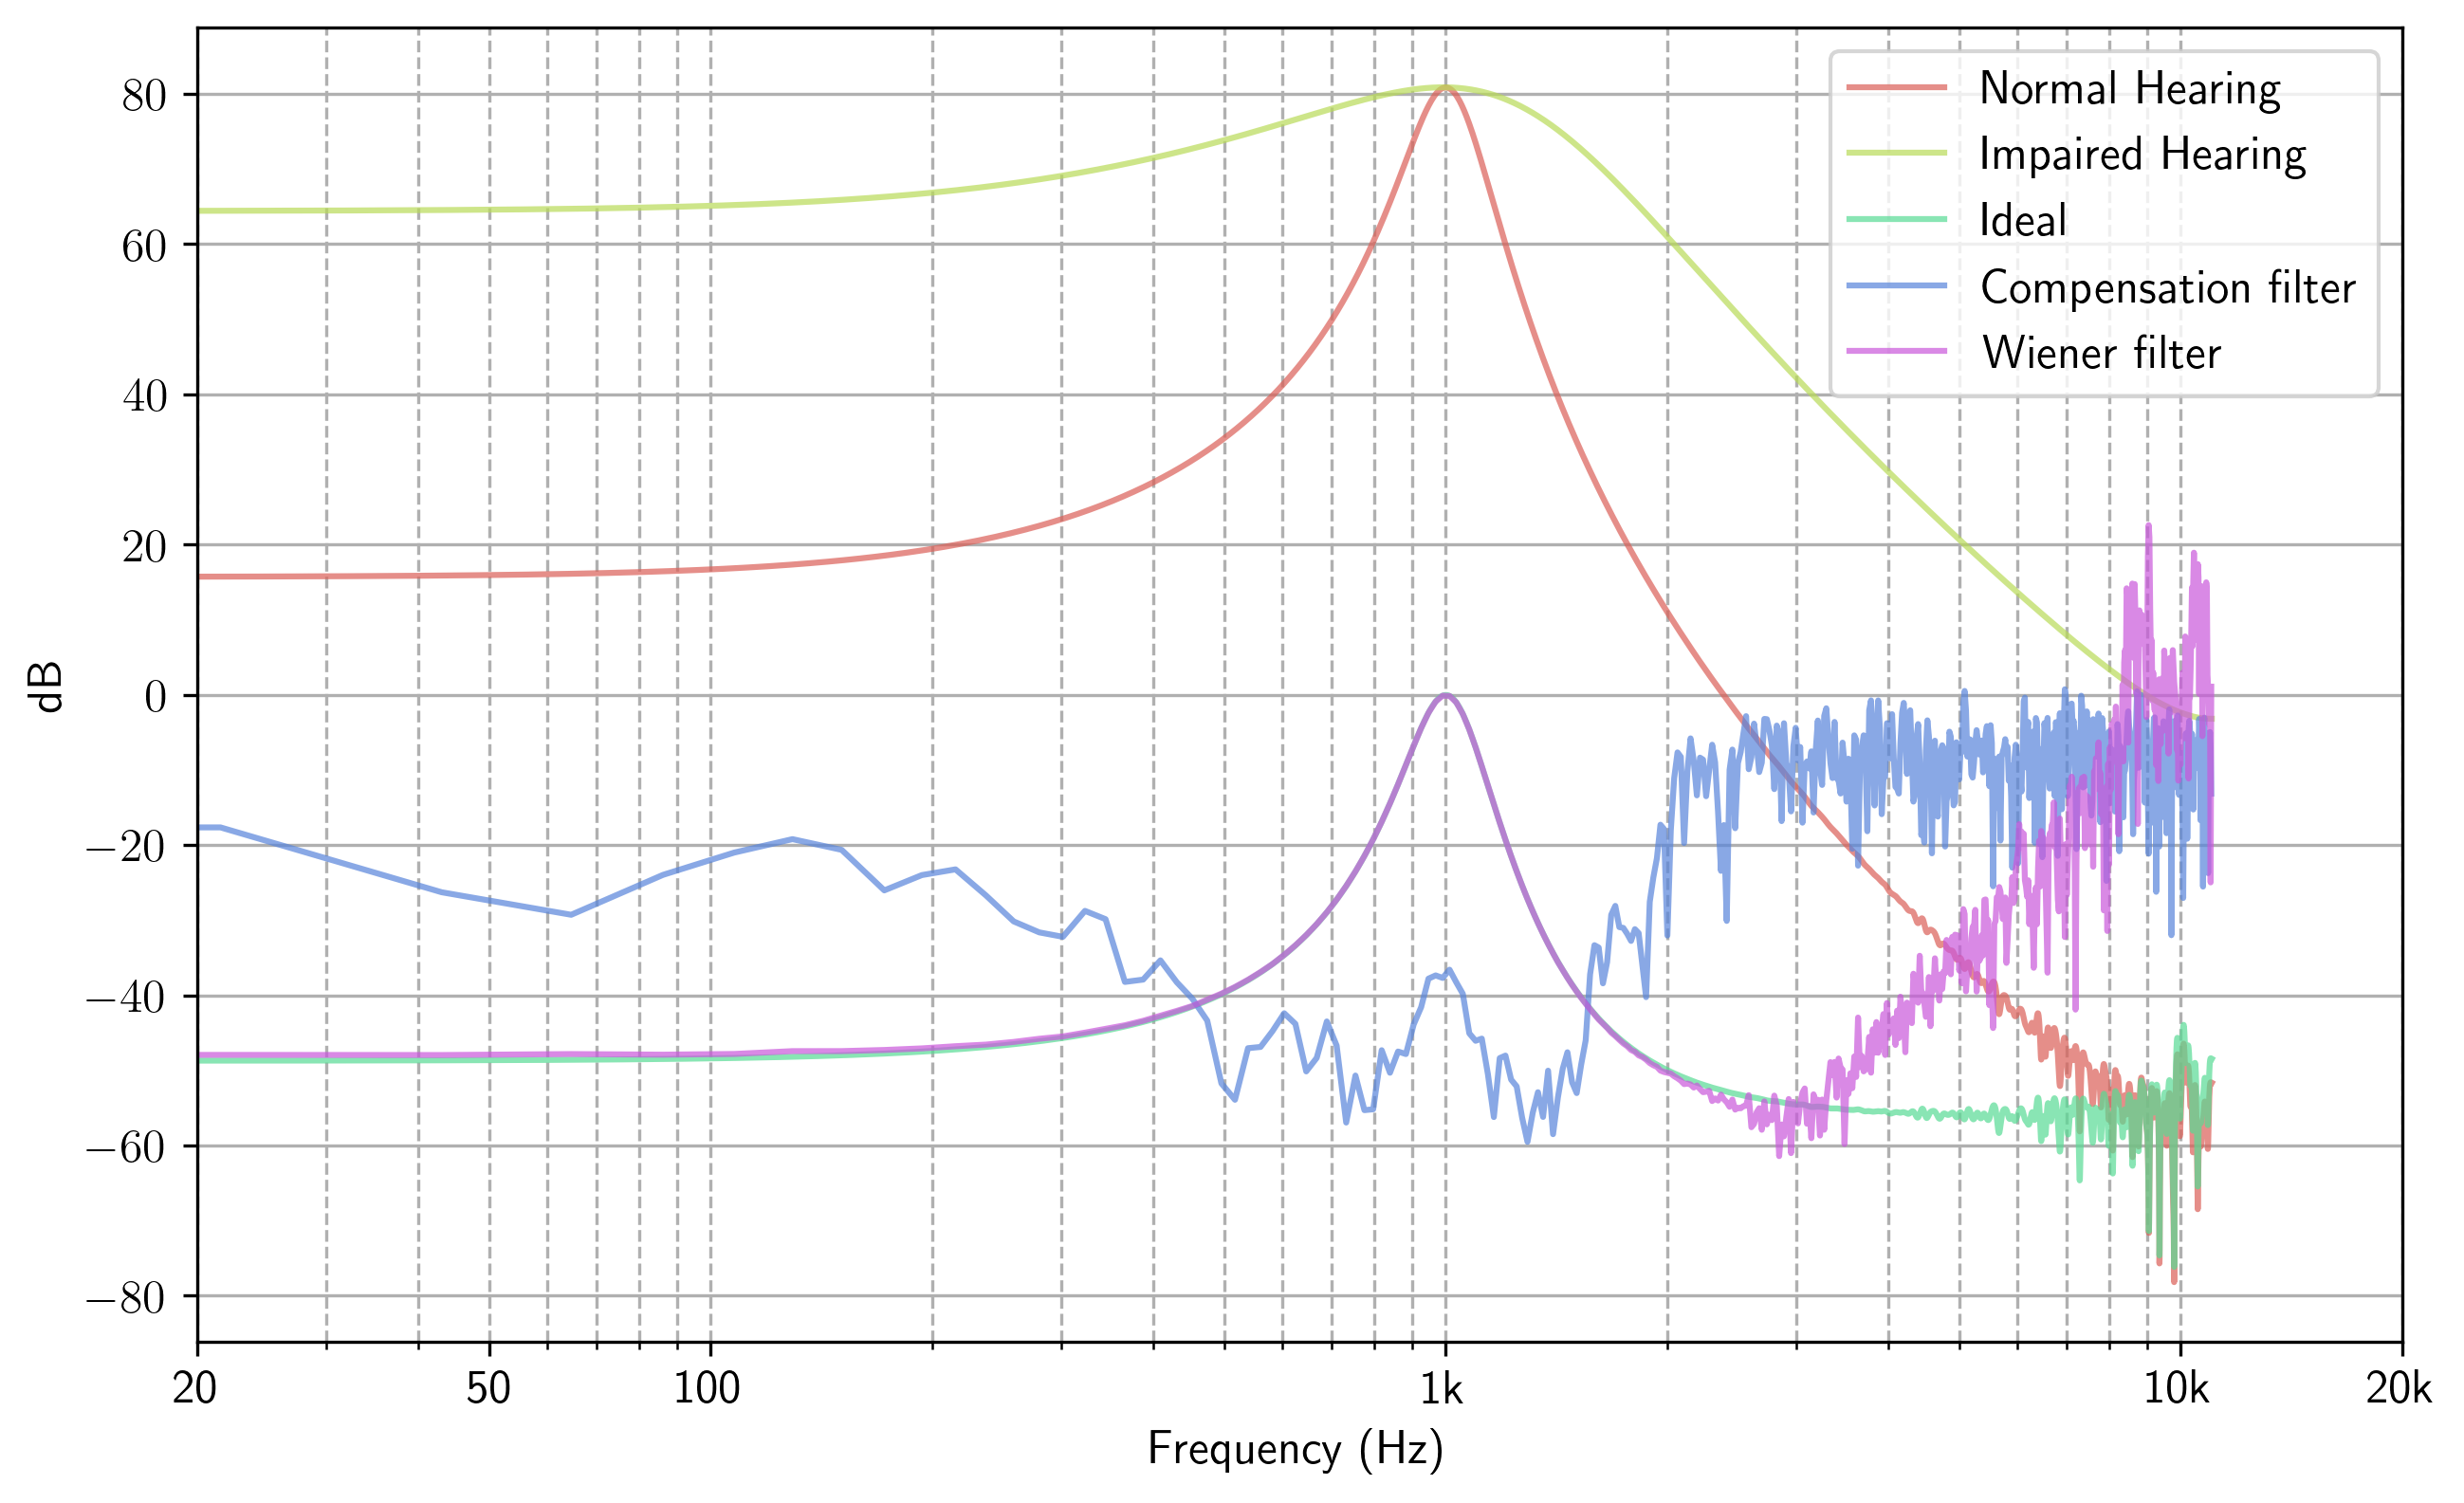 80
60
40
20
0
−20
−40
−60
−80
dB
20
50
100
1k
10k
20k
Frequency (Hz)
Normal Hearing
Impaired Hearing
Ideal
Compensation filter
Wiener filter